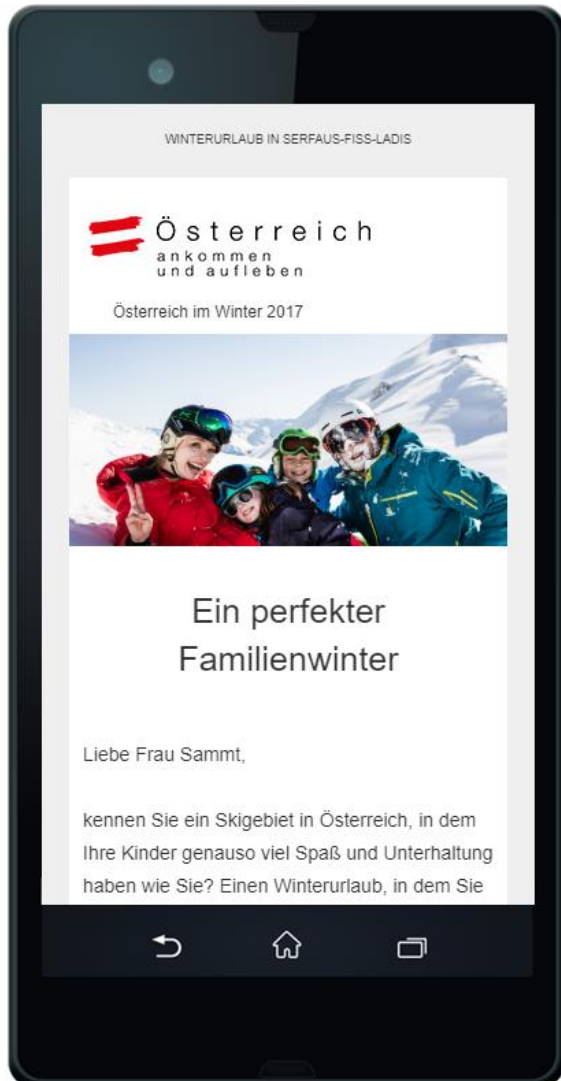 WINTERURLAUB IN SERFAUS-FISS-LADIS
Österreich
ankommen
und aufleben
Österreich im Winter 2017
Ein perfekter
Familienwinter
Liebe Frau Sammt,
kennen Sie ein Skigebiet in Österreich, in dem
Ihre Kinder genauso viel Spaß und Unterhaltung
haben wie Sie? Einen Winterurlaub, in dem Sie